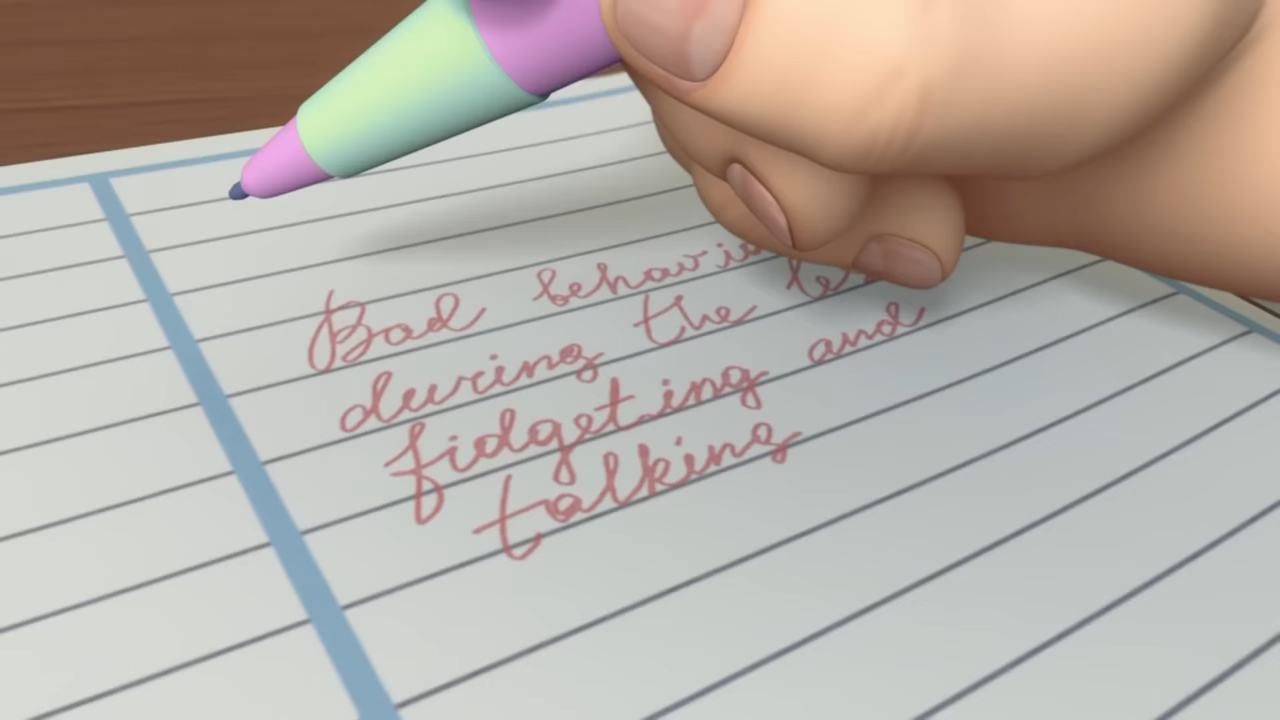 Bad
during the
fidgeting and
talking